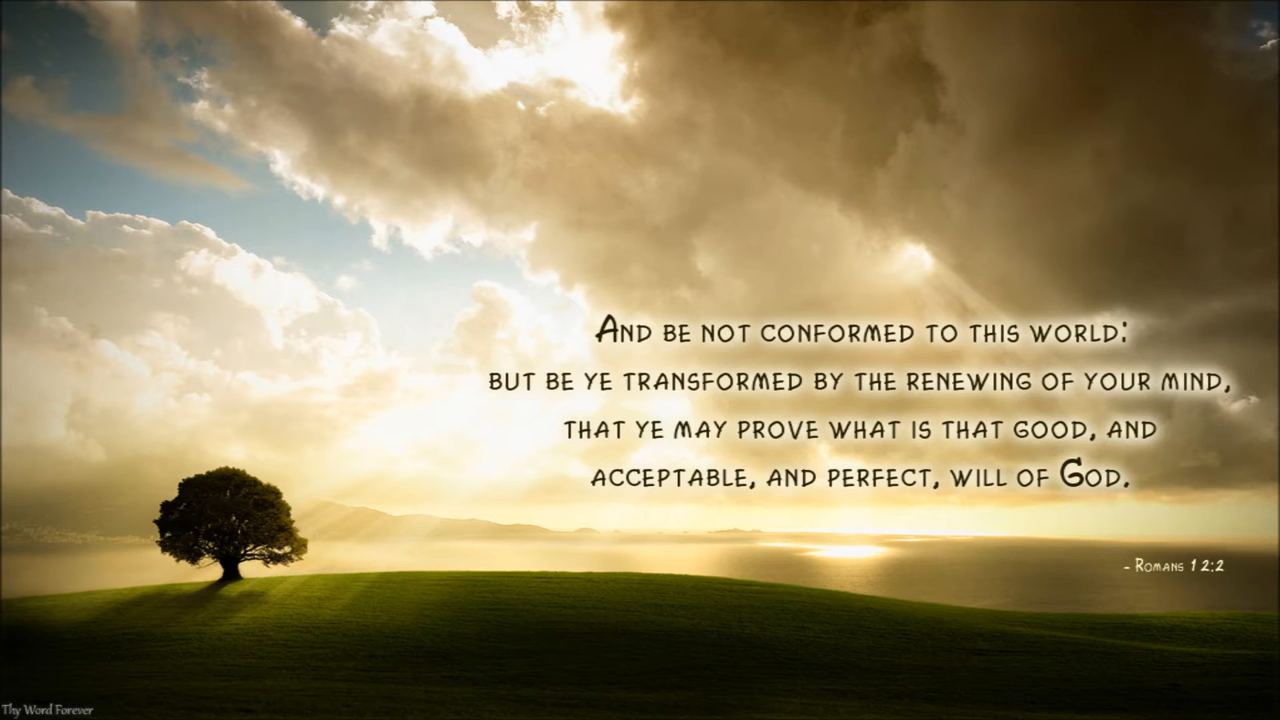 And be not conformed to this world:
but be ye transformed by the renewing of your mind,
that ye may prove what is that good, and
acceptable, and perfect, will of God.
- Romans 12:2
Thy Word Forever